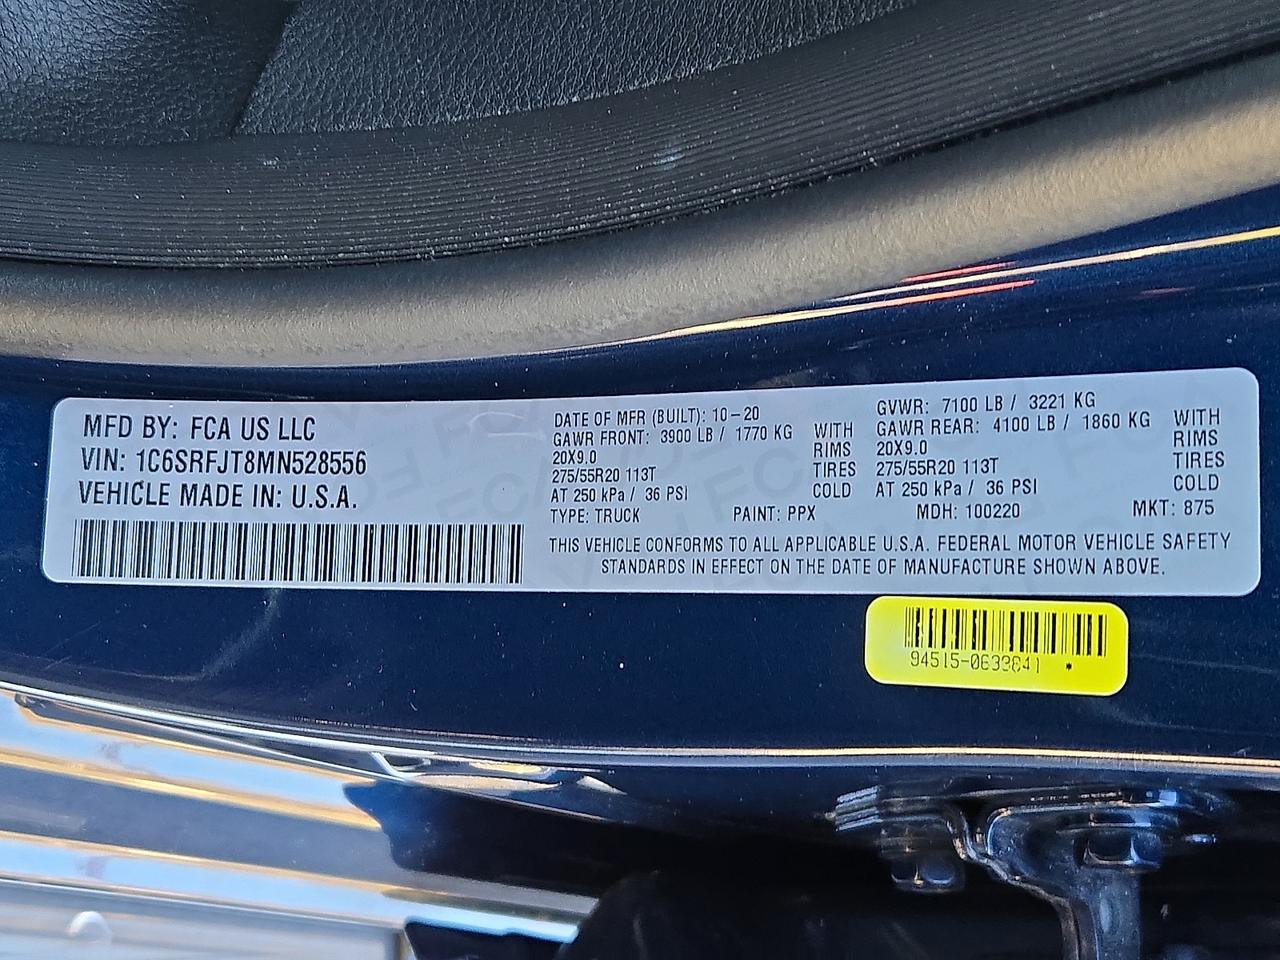 MFD BY: FCA US LLC
VIN: 1C6SRFJT8MN528556
VEHICLE MADE IN: U.S.A.
DATE OF MFR (BUILT): 10-20
GAWR FRONT: 3900 LB / 1770 KG WITH
20X9.0 RIMS
275/55R20 113T TIRES
AT 250 kPa / 36 PSI COLD
GVWR: 7100 LB / 3221 KG
GAWR REAR: 4100 LB / 1860 KG WITH
20X9.0 RIMS
275/55R20 113T TIRES
AT 250 kPa / 36 PSI COLD
TYPE: TRUCK PAINT: PPX MDH: 100220 MKT: 875
THIS VEHICLE CONFORMS TO ALL APPLICABLE U.S.A. FEDERAL MOTOR VEHICLE SAFETY
STANDARDS IN EFFECT ON THE DATE OF MANUFACTURE SHOWN ABOVE.